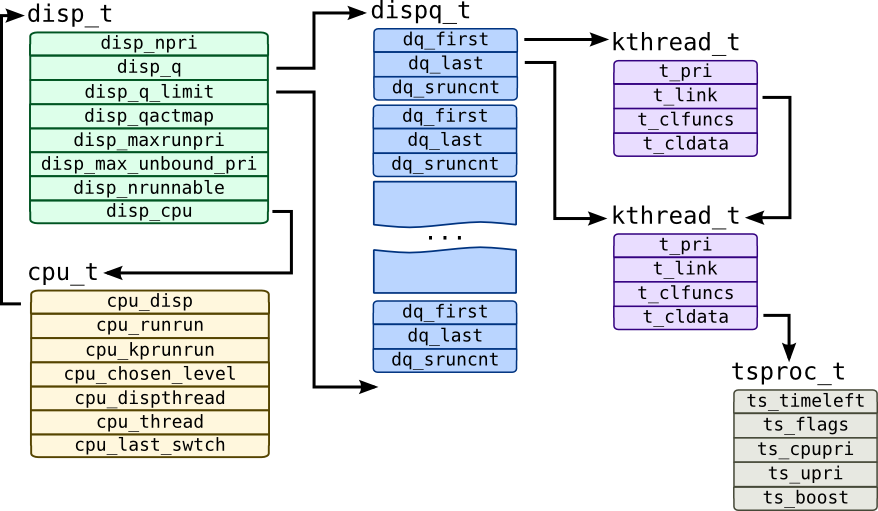 disp_t
disp_npri
disp_q
disp_q_limit
disp_qactmap
disp_maxrunpri
disp_max_unbound_pri
disp_nrunnable
disp_cpu
cpu_t
cpu_disp
cpu_runrun
cpu_kprunrun
cpu_chosen_level
cpu_dispthread
cpu_thread
cpu_last_swtch
dispq_t
dq_first
dq_last
dq_sruncnt
dq_first
dq_last
dq_sruncnt
...
dq_first
dq_last
dq_sruncnt
kthread_t
t_pri
t_link
t_clfuncs
t_cldata
kthread_t
t_pri
t_link
t_clfuncs
t_cldata
tsproc_t
ts_timeleft
ts_flags
ts_cpupri
ts_upri
ts_boost